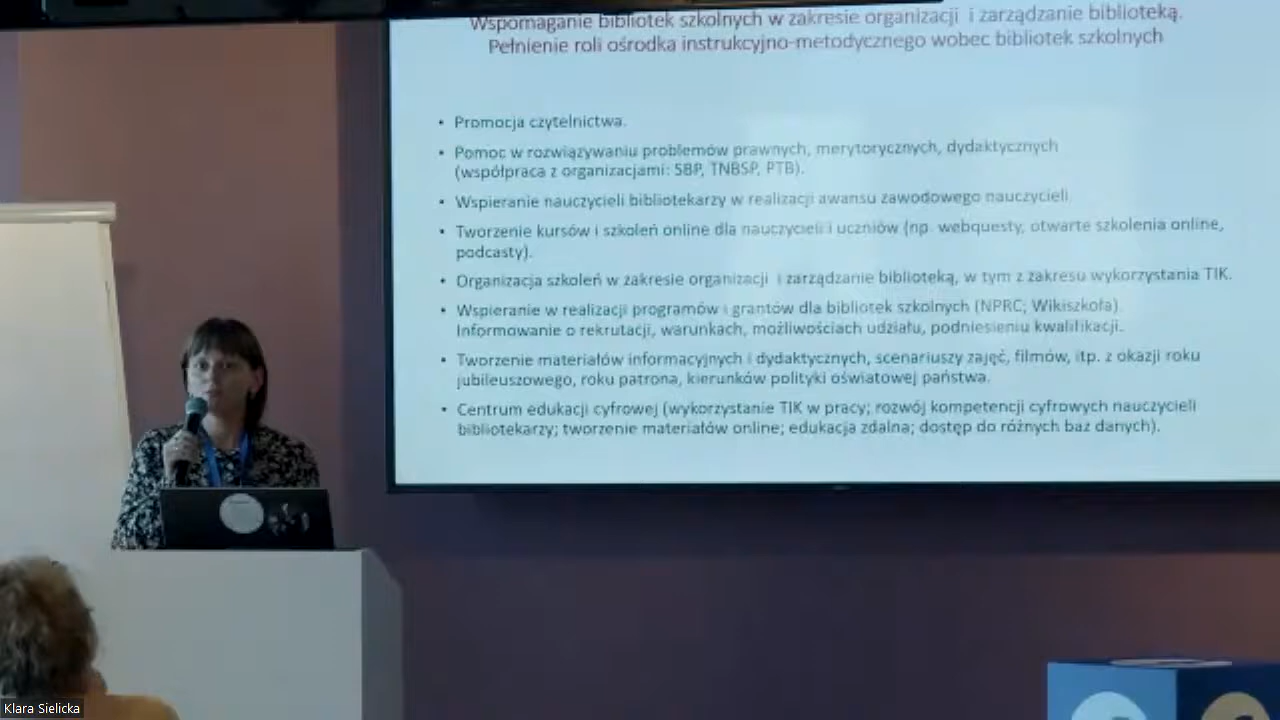 Wspomaganie bibliotek szkolnych w zakresie organizacji i zarządzanie biblioteką.
Pełnienie roli ośrodka instrukcyjno-metodycznego wobec bibliotek szkolnych
• Promocja czytelnictwa.
• Pomoc w rozwiązywaniu problemów prawnych, merytorycznych, dydaktycznych
(współpraca z organizacjami: SBP, TNBSP, PTB).
• Wspieranie nauczycieli bibliotekarzy w realizacji awansu zawodowego nauczycieli
• Tworzenie kursów i szkoleń online dla nauczycieli i uczniów (np. webquesty, otwarte szkolenia online,
podcasty).
• Organizacja szkoleń w zakresie organizacji i zarządzanie biblioteką, w tym z zakresu wykorzystania TIK.
• Wspieranie w realizacji programów i grantów dla bibliotek szkolnych (NPRC; Wikiszkoła).
Informowanie o rekrutacji, warunkach, możliwościach udziału, podniesieniu kwalifikacji.
• Tworzenie materiałów informacyjnych i dydaktycznych, scenariuszy zajęć, filmów, itp. z okazji roku
jubileuszowego, roku patrona, kierunków polityki oświatowej państwa.
• Centrum edukacji cyfrowej (wykorzystanie TIK w pracy; rozwój kompetencji cyfrowych nauczycieli
bibliotekarzy; tworzenie materiałów online; edukacja zdalna; dostęp do różnych baz danych).
Klara Sielicka